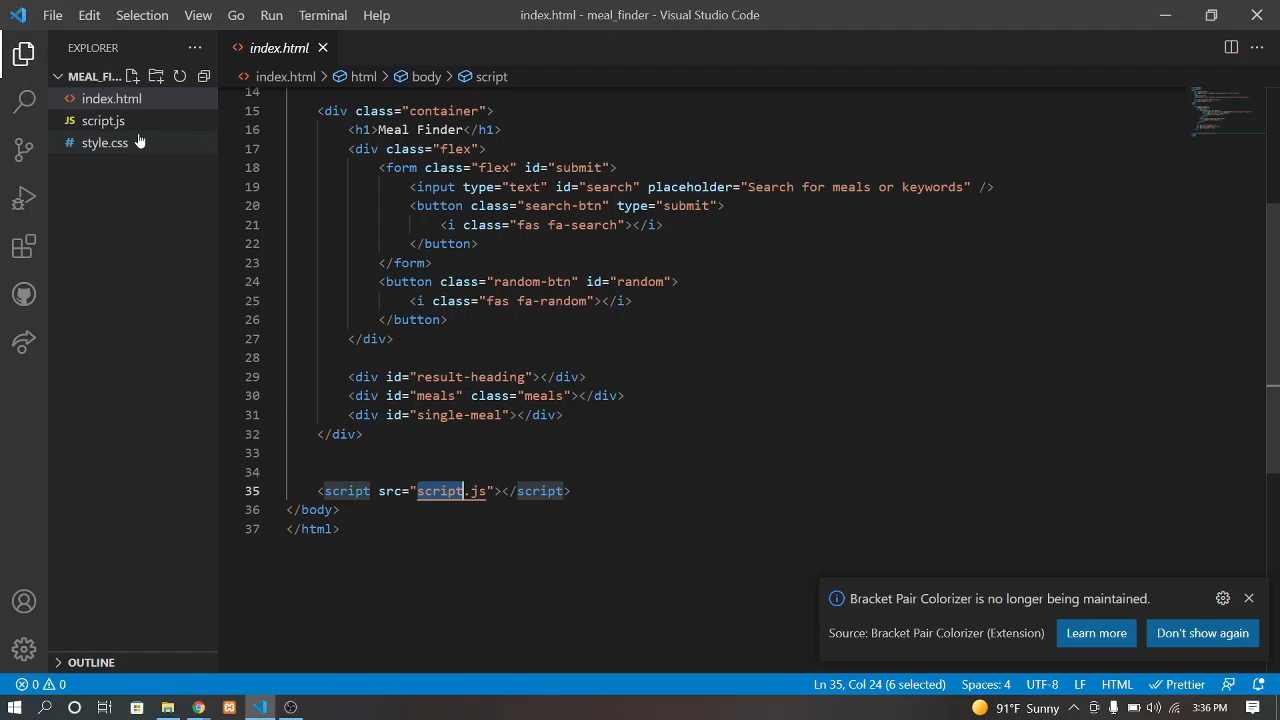 File Edit Selection View Go Run Terminal Help
index.html - meal_finder - Visual Studio Code
EXPLORER
MEAL_FI...
index.html
JS script.js
# style.css
OUTLINE
<> index.html
<> index.html > html > body > script
14
15 <div class="container">
16 <h1>Meal Finder</h1>
17 <div class="flex">
18 <form class="flex" id="submit">
19 <input type="text" id="search" placeholder="Search for meals or keywords" />
20 <button class="search-btn" type="submit">
21 <i class="fas fa-search"></i>
22 </button>
23 </form>
24 <button class="random-btn" id="random">
25 <i class="fas fa-random"></i>
26 </button>
27 </div>
28
29 <div id="result-heading"></div>
30 <div id="meals" class="meals"></div>
31 <div id="single-meal"></div>
32 </div>
33
34
35 <script src="script.js"></script>
36 </body>
37 </html>
Bracket Pair Colorizer is no longer being maintained.
Source: Bracket Pair Colorizer (Extension)
Learn more
Don't show again
0 0
Ln 35, Col 24 (6 selected) Spaces: 4 UTF-8 LF HTML Prettier
91°F Sunny
3:36 PM